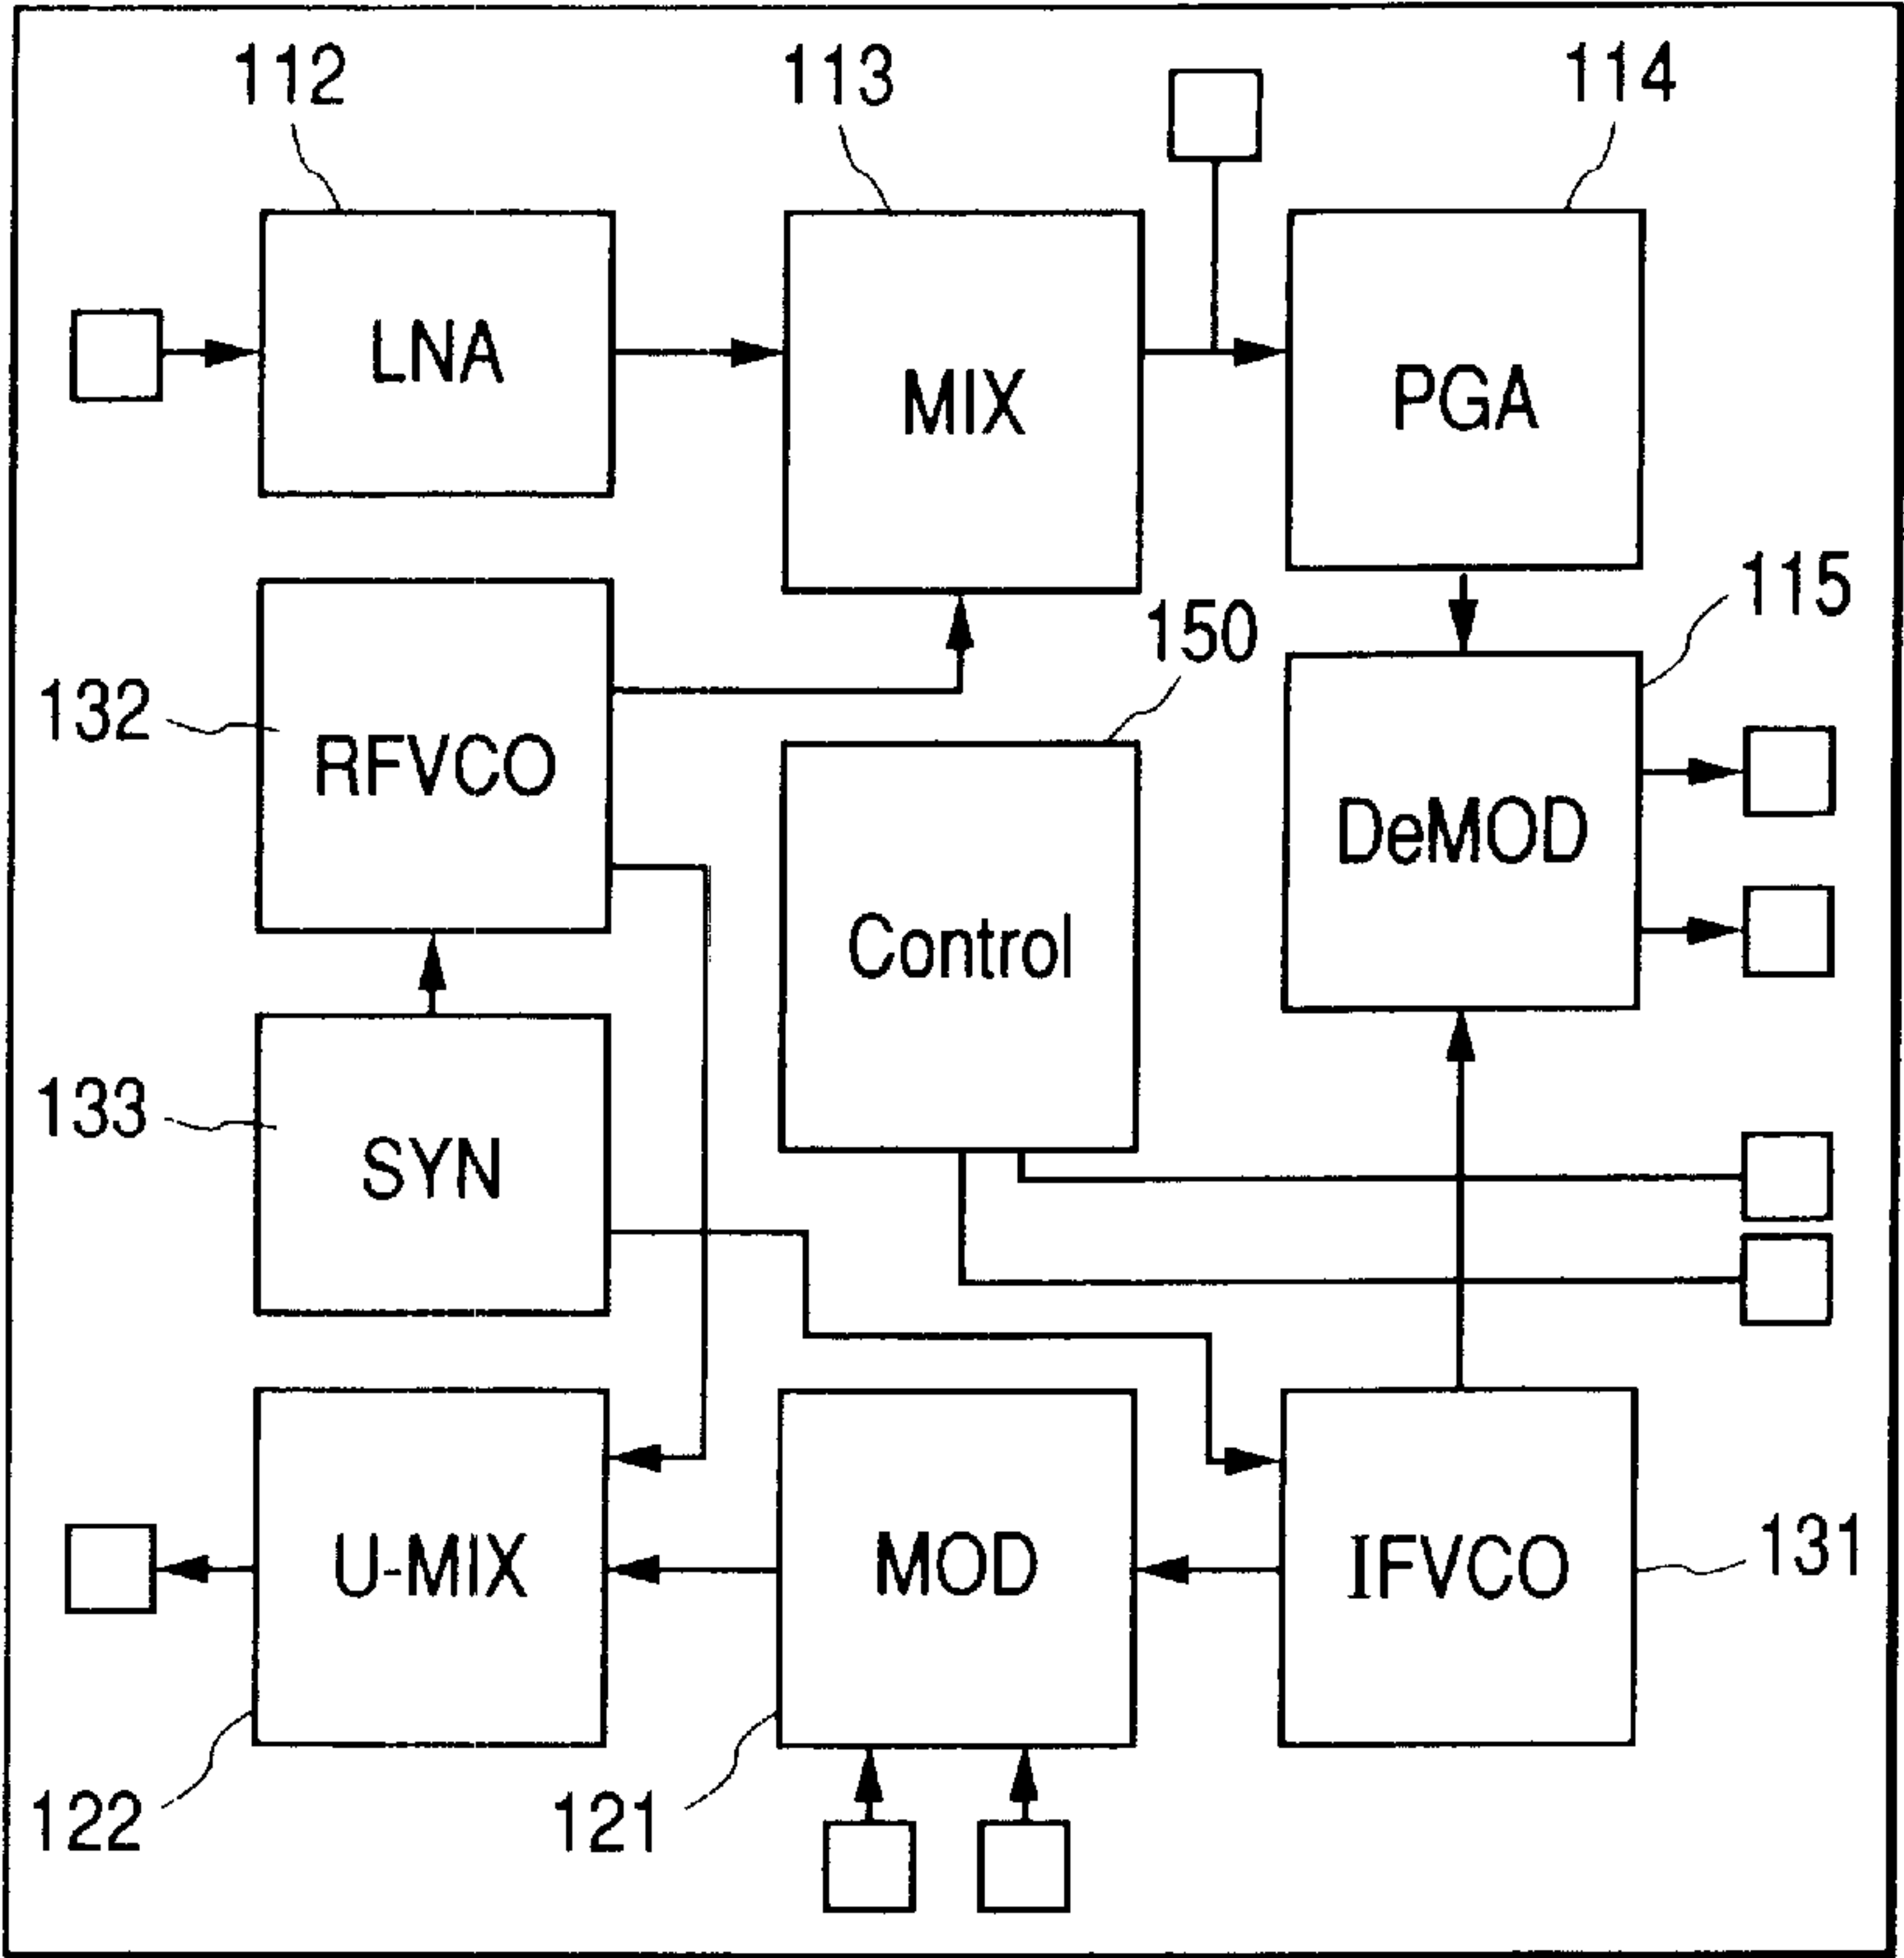 112
113
114
LNA
MIX
PGA
150
115
132
RFVCO
DeMOD
Control
133
SYN
U-MIX
MOD
IFVCO
131
122
121